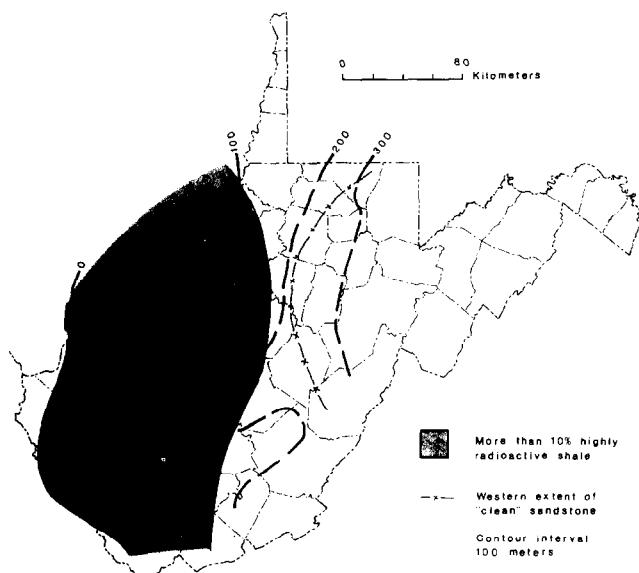 0 80
Kilometers
100
200
300
0
More than 10% highly
radioactive shale
Western extent of
"clean" sandstone
Contour interval
100 meters